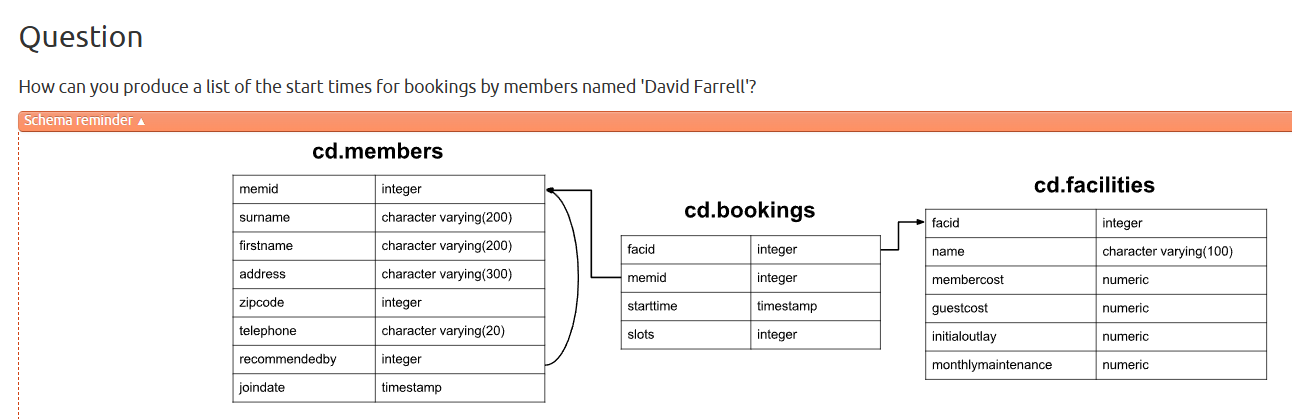 Question
How can you produce a list of the start times for bookings by members named 'David Farrell'?
Schema reminder ▲
cd.members
memid integer
surname character varying(200)
firstname character varying(200)
address character varying(300)
zipcode integer
telephone character varying(20)
recommendedby integer
joindate timestamp
cd.bookings
facid integer
memid integer
starttime timestamp
slots integer
cd.facilities
facid integer
name character varying(100)
membercost numeric
guestcost numeric
initialoutlay numeric
monthlymaintenance numeric